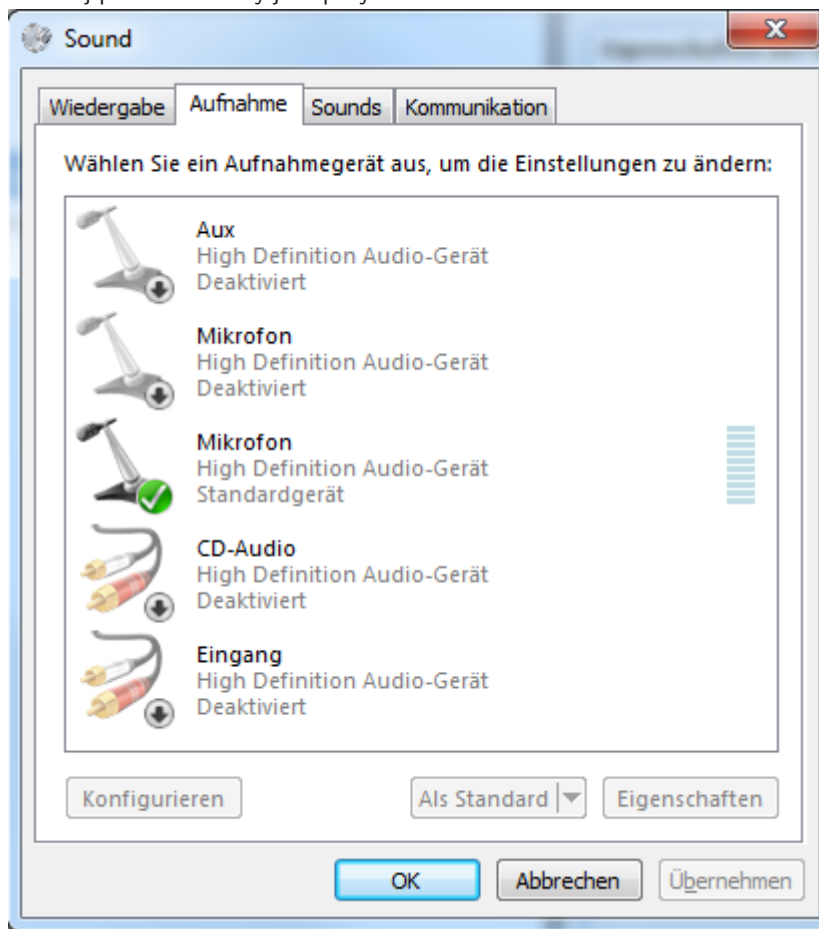 Sound
Wiedergabe Aufnahme Sounds Kommunikation
Wählen Sie ein Aufnahmegerät aus, um die Einstellungen zu ändern:
Aux
High Definition Audio-Gerät
Deaktiviert
Mikrofon
High Definition Audio-Gerät
Deaktiviert
Mikrofon
High Definition Audio-Gerät
Standardgerät
CD-Audio
High Definition Audio-Gerät
Deaktiviert
Eingang
High Definition Audio-Gerät
Deaktiviert
Konfigurieren Als Standard Eigenschaften
OK Abbrechen Übernehmen